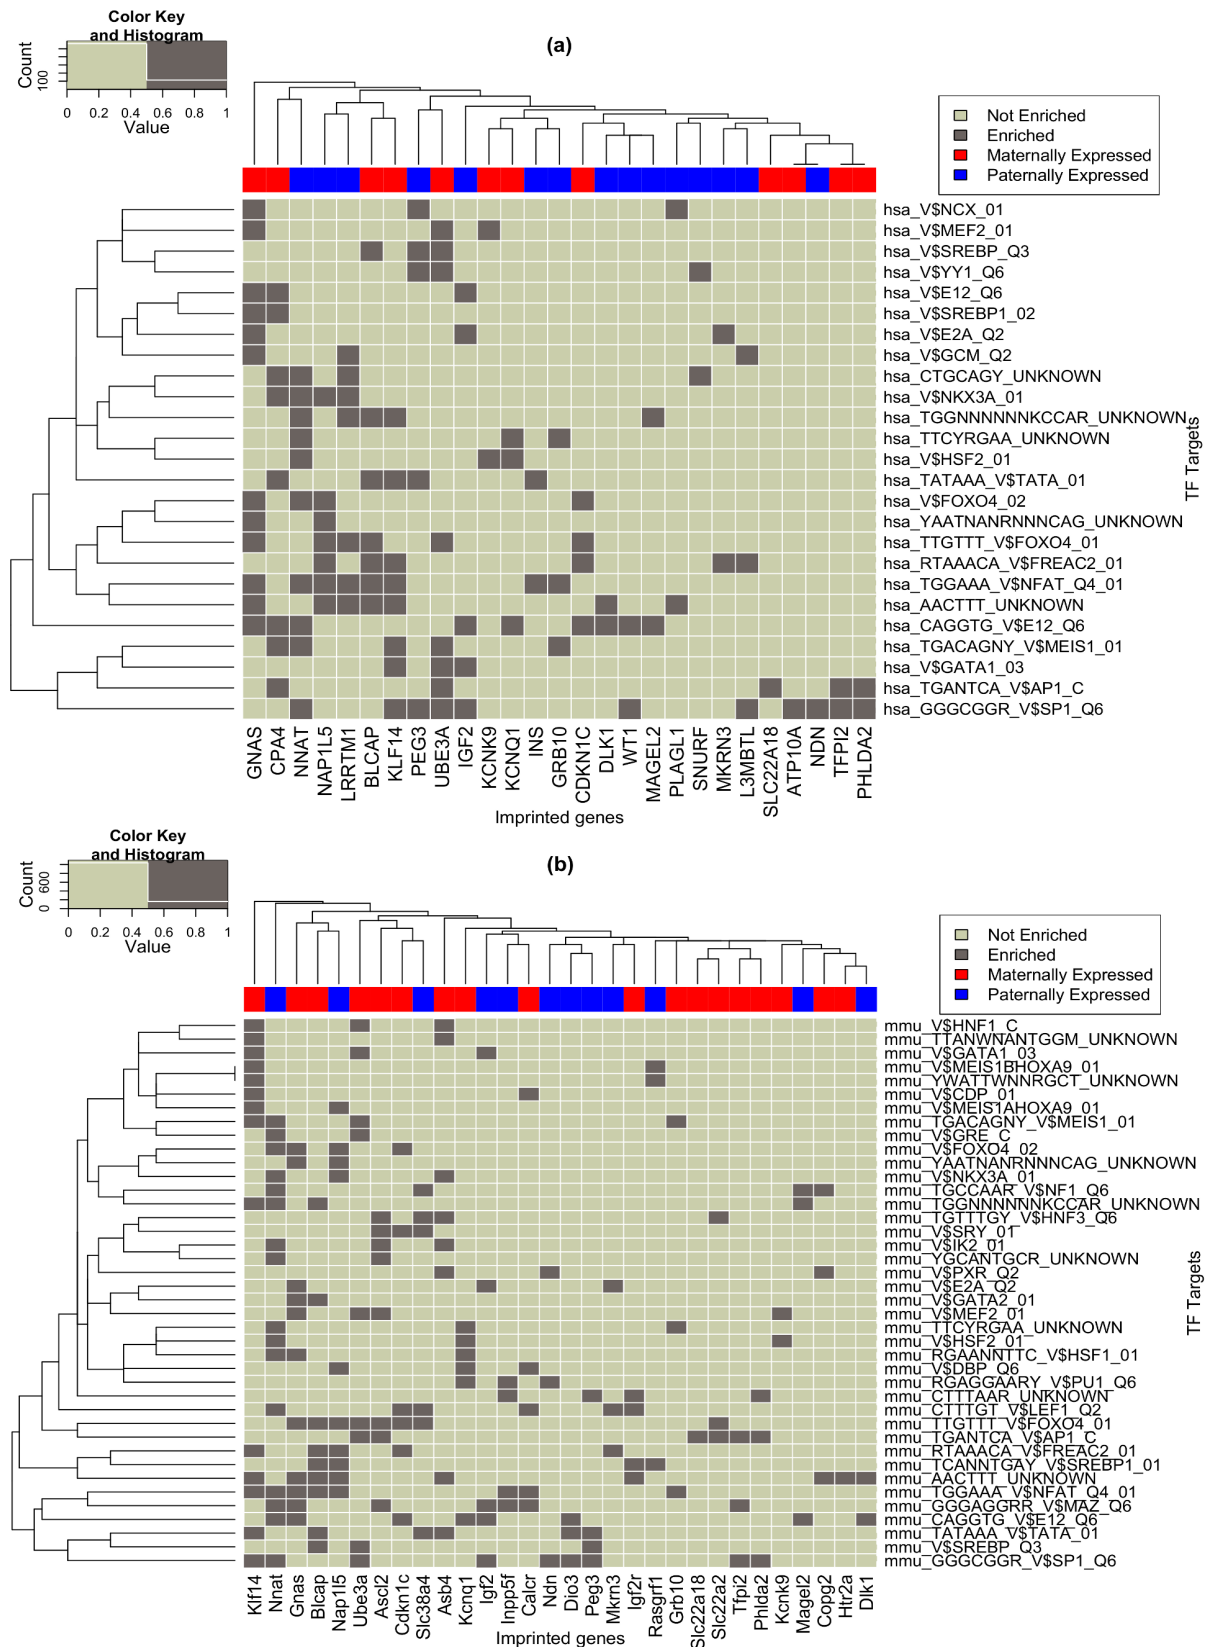 Color Key
and Histogram
(a)
Count
100
0 0.2 0.4 0.6 0.8 1
Value
Not Enriched
Enriched
Maternally Expressed
Paternally Expressed
hsa_V$NCX_01
hsa_V$MEF2_01
hsa_V$SREBP_Q3
hsa_V$YY1_Q6
hsa_V$E12_Q6
hsa_V$SREBP1_02
hsa_V$E2A_Q2
hsa_V$GCM_Q2
hsa_CTGCAGY_UNKNOWN
hsa_V$NKX3A_01
hsa_TGGNNNNNNKCCAR_UNKNOWN
hsa_TTCYRGAA_UNKNOWN
hsa_V$HSF2_01
hsa_TATAAA_V$TATA_01
hsa_V$FOXO4_02
hsa_YAATNANRNNNCAG_UNKNOWN
hsa_TTGTTT_V$FOXO4_01
hsa_RTAAACA_V$FREAC2_01
hsa_TGGAAA_V$NFAT_Q4_01
hsa_AACTTT_UNKNOWN
hsa_CAGGTG_V$E12_Q6
hsa_TGACAGNY_V$MEIS1_01
hsa_V$GATA1_03
hsa_TGANTCA_V$AP1_C
hsa_GGGCGGR_V$SP1_Q6
TF Targets
GNAS
CPA4
NNAT
NAP1L5
LRRTM1
BLCAP
KLF14
PEG3
UBE3A
IGF2
KCNK9
KCNQ1
INS
GRB10
CDKN1C
DLK1
WT1
MAGEL2
PLAGL1
SNURF
MKRN3
L3MBTL
SLC22A18
ATP10A
NDN
TFPI2
PHLDA2
Imprinted genes
Color Key
and Histogram
(b)
Count
0 600
0 0.2 0.4 0.6 0.8 1
Value
Not Enriched
Enriched
Maternally Expressed
Paternally Expressed
mmu_V$HNF1_C
mmu_TTANWNANTGGM_UNKNOWN
mmu_V$GATA1_03
mmu_V$MEIS1BHOXA9_01
mmu_YWATTWNNRGCT_UNKNOWN
mmu_V$CDP_01
mmu_V$MEIS1AHOXA9_01
mmu_TGACAGNY_V$MEIS1_01
mmu_V$GRE_C
mmu_V$FOXO4_02
mmu_YAATNANRNNNCAG_UNKNOWN
mmu_V$NKX3A_01
mmu_TGCCAAR_V$NF1_Q6
mmu_TGGNNNNNNKCCAR_UNKNOWN
mmu_TGTTTGY_V$HNF3_Q6
mmu_V$SRY_01
mmu_V$IK2_01
mmu_YGCANTGCR_UNKNOWN
mmu_V$PXR_Q2
mmu_V$E2A_Q2
mmu_V$GATA2_01
mmu_V$MEF2_01
mmu_TTCYRGAA_UNKNOWN
mmu_V$HSF2_01
mmu_RGAANNTTC_V$HSF1_01
mmu_V$DBP_Q6
mmu_RGAGGAARY_V$PU1_Q6
mmu_CTTTAAR_UNKNOWN
mmu_CTTTGT_V$LEF1_Q2
mmu_TTGTTT_V$FOXO4_01
mmu_TGANTCA_V$AP1_C
mmu_RTAAACA_V$FREAC2_01
mmu_TCANNTGAY_V$SREBP1_01
mmu_AACTTT_UNKNOWN
mmu_TGGAAA_V$NFAT_Q4_01
mmu_GGGAGGRR_V$MAZ_Q6
mmu_CAGGTG_V$E12_Q6
mmu_TATAAA_V$TATA_01
mmu_V$SREBP_Q3
mmu_GGGCGGR_V$SP1_Q6
TF Targets
Klf14
Nnat
Gnas
Blcap
Nap1l5
Ube3a
Ascl2
Cdkn1c
Slc38a4
Asb4
Kcnq1
Igf2
Inpp5f
Calcr
Ndn
Dio3
Peg3
Mkrn3
Igf2r
Rasgrf1
Grb10
Slc22a18
Slc22a2
Tfpi2
Phlda2
Kcnk9
Magel2
Copg2
Htr2a
Dlk1
Imprinted genes